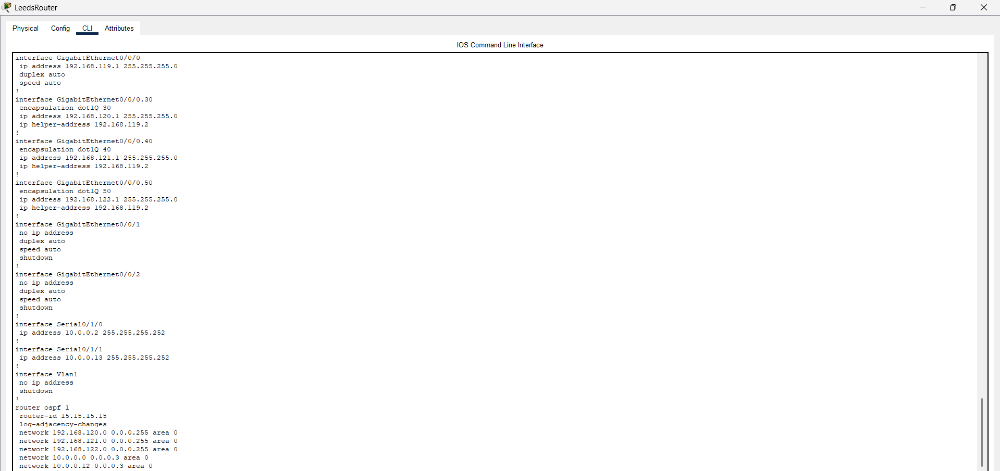 LeedsRouter
Physical Config CLI Attributes
IOS Command Line Interface
interface GigabitEthernet0/0/0
ip address 192.168.119.1 255.255.255.0
duplex auto
speed auto
!
interface GigabitEthernet0/0/0.30
encapsulation dot1Q 30
ip address 192.168.120.1 255.255.255.0
ip helper-address 192.168.119.2
!
interface GigabitEthernet0/0/0.40
encapsulation dot1Q 40
ip address 192.168.121.1 255.255.255.0
ip helper-address 192.168.119.2
!
interface GigabitEthernet0/0/0.50
encapsulation dot1Q 50
ip address 192.168.122.1 255.255.255.0
ip helper-address 192.168.119.2
!
interface GigabitEthernet0/0/1
no ip address
duplex auto
speed auto
shutdown
!
interface GigabitEthernet0/0/2
no ip address
duplex auto
speed auto
shutdown
!
interface Serial0/1/0
ip address 10.0.0.2 255.255.255.252
!
interface Serial0/1/1
ip address 10.0.0.13 255.255.255.252
!
interface Vlan1
no ip address
shutdown
!
router ospf 1
router-id 15.15.15.15
log-adjacency-changes
network 192.168.120.0 0.0.0.255 area 0
network 192.168.121.0 0.0.0.255 area 0
network 192.168.122.0 0.0.0.255 area 0
network 10.0.0.0 0.0.0.3 area 0
network 10.0.0.12 0.0.0.3 area 0